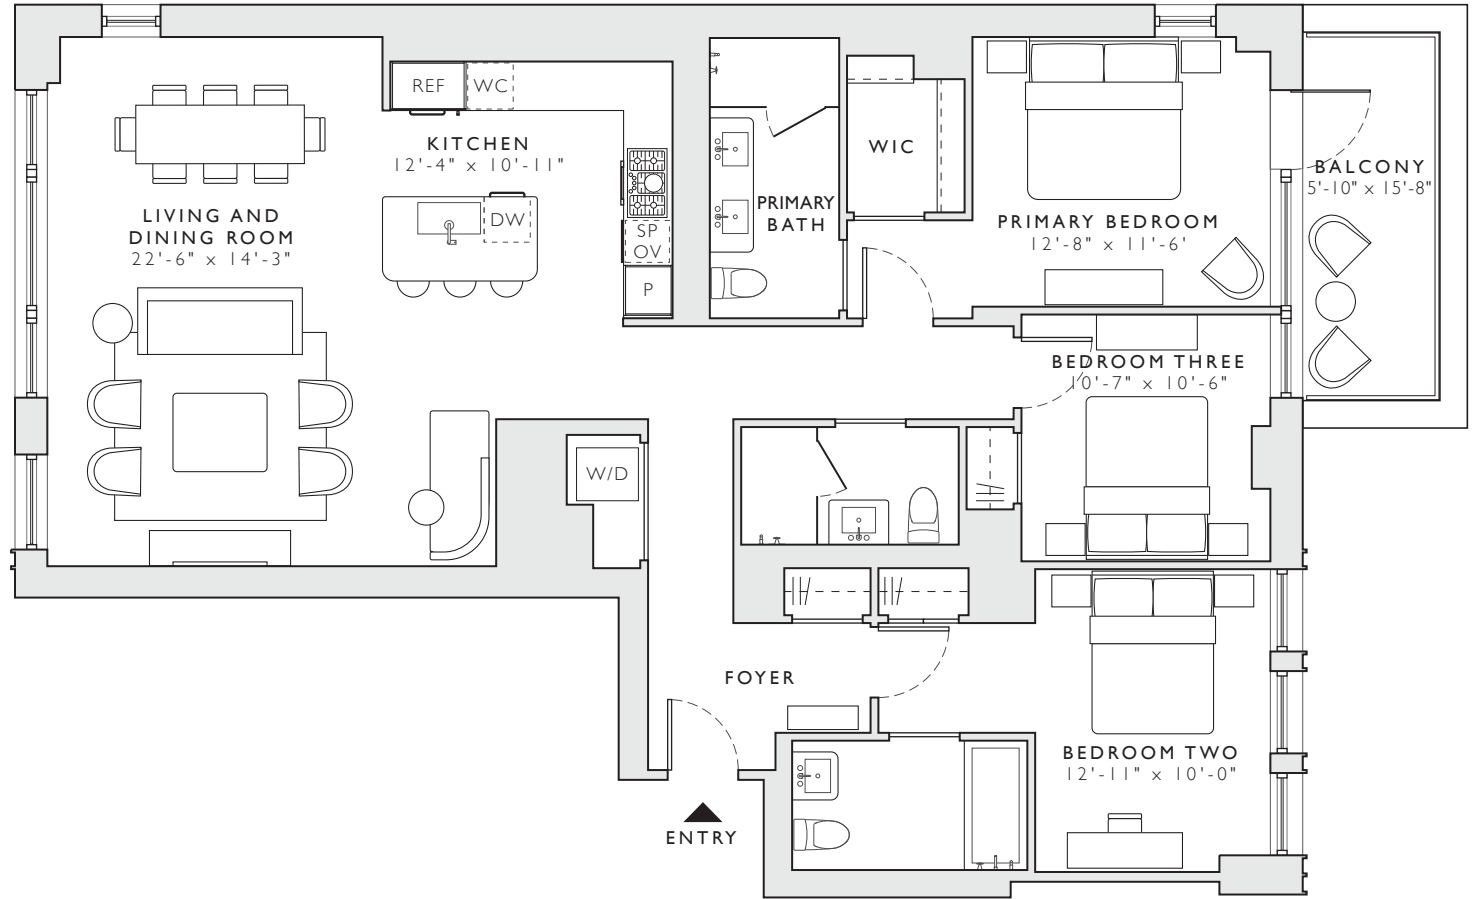 REF
WC
KITCHEN
12'-4" x 10'-11"
LIVING AND
DINING ROOM
22'-6" x 14'-3"
DW
SP
OV
P
PRIMARY
BATH
WIC
PRIMARY BEDROOM
12'-8" x 11'-6'
BALCONY
5'-10" x 15'-8"
BEDROOM THREE
10'-7" x 10'-6"
W/D
FOYER
BEDROOM TWO
12'-11" x 10'-0"
ENTRY